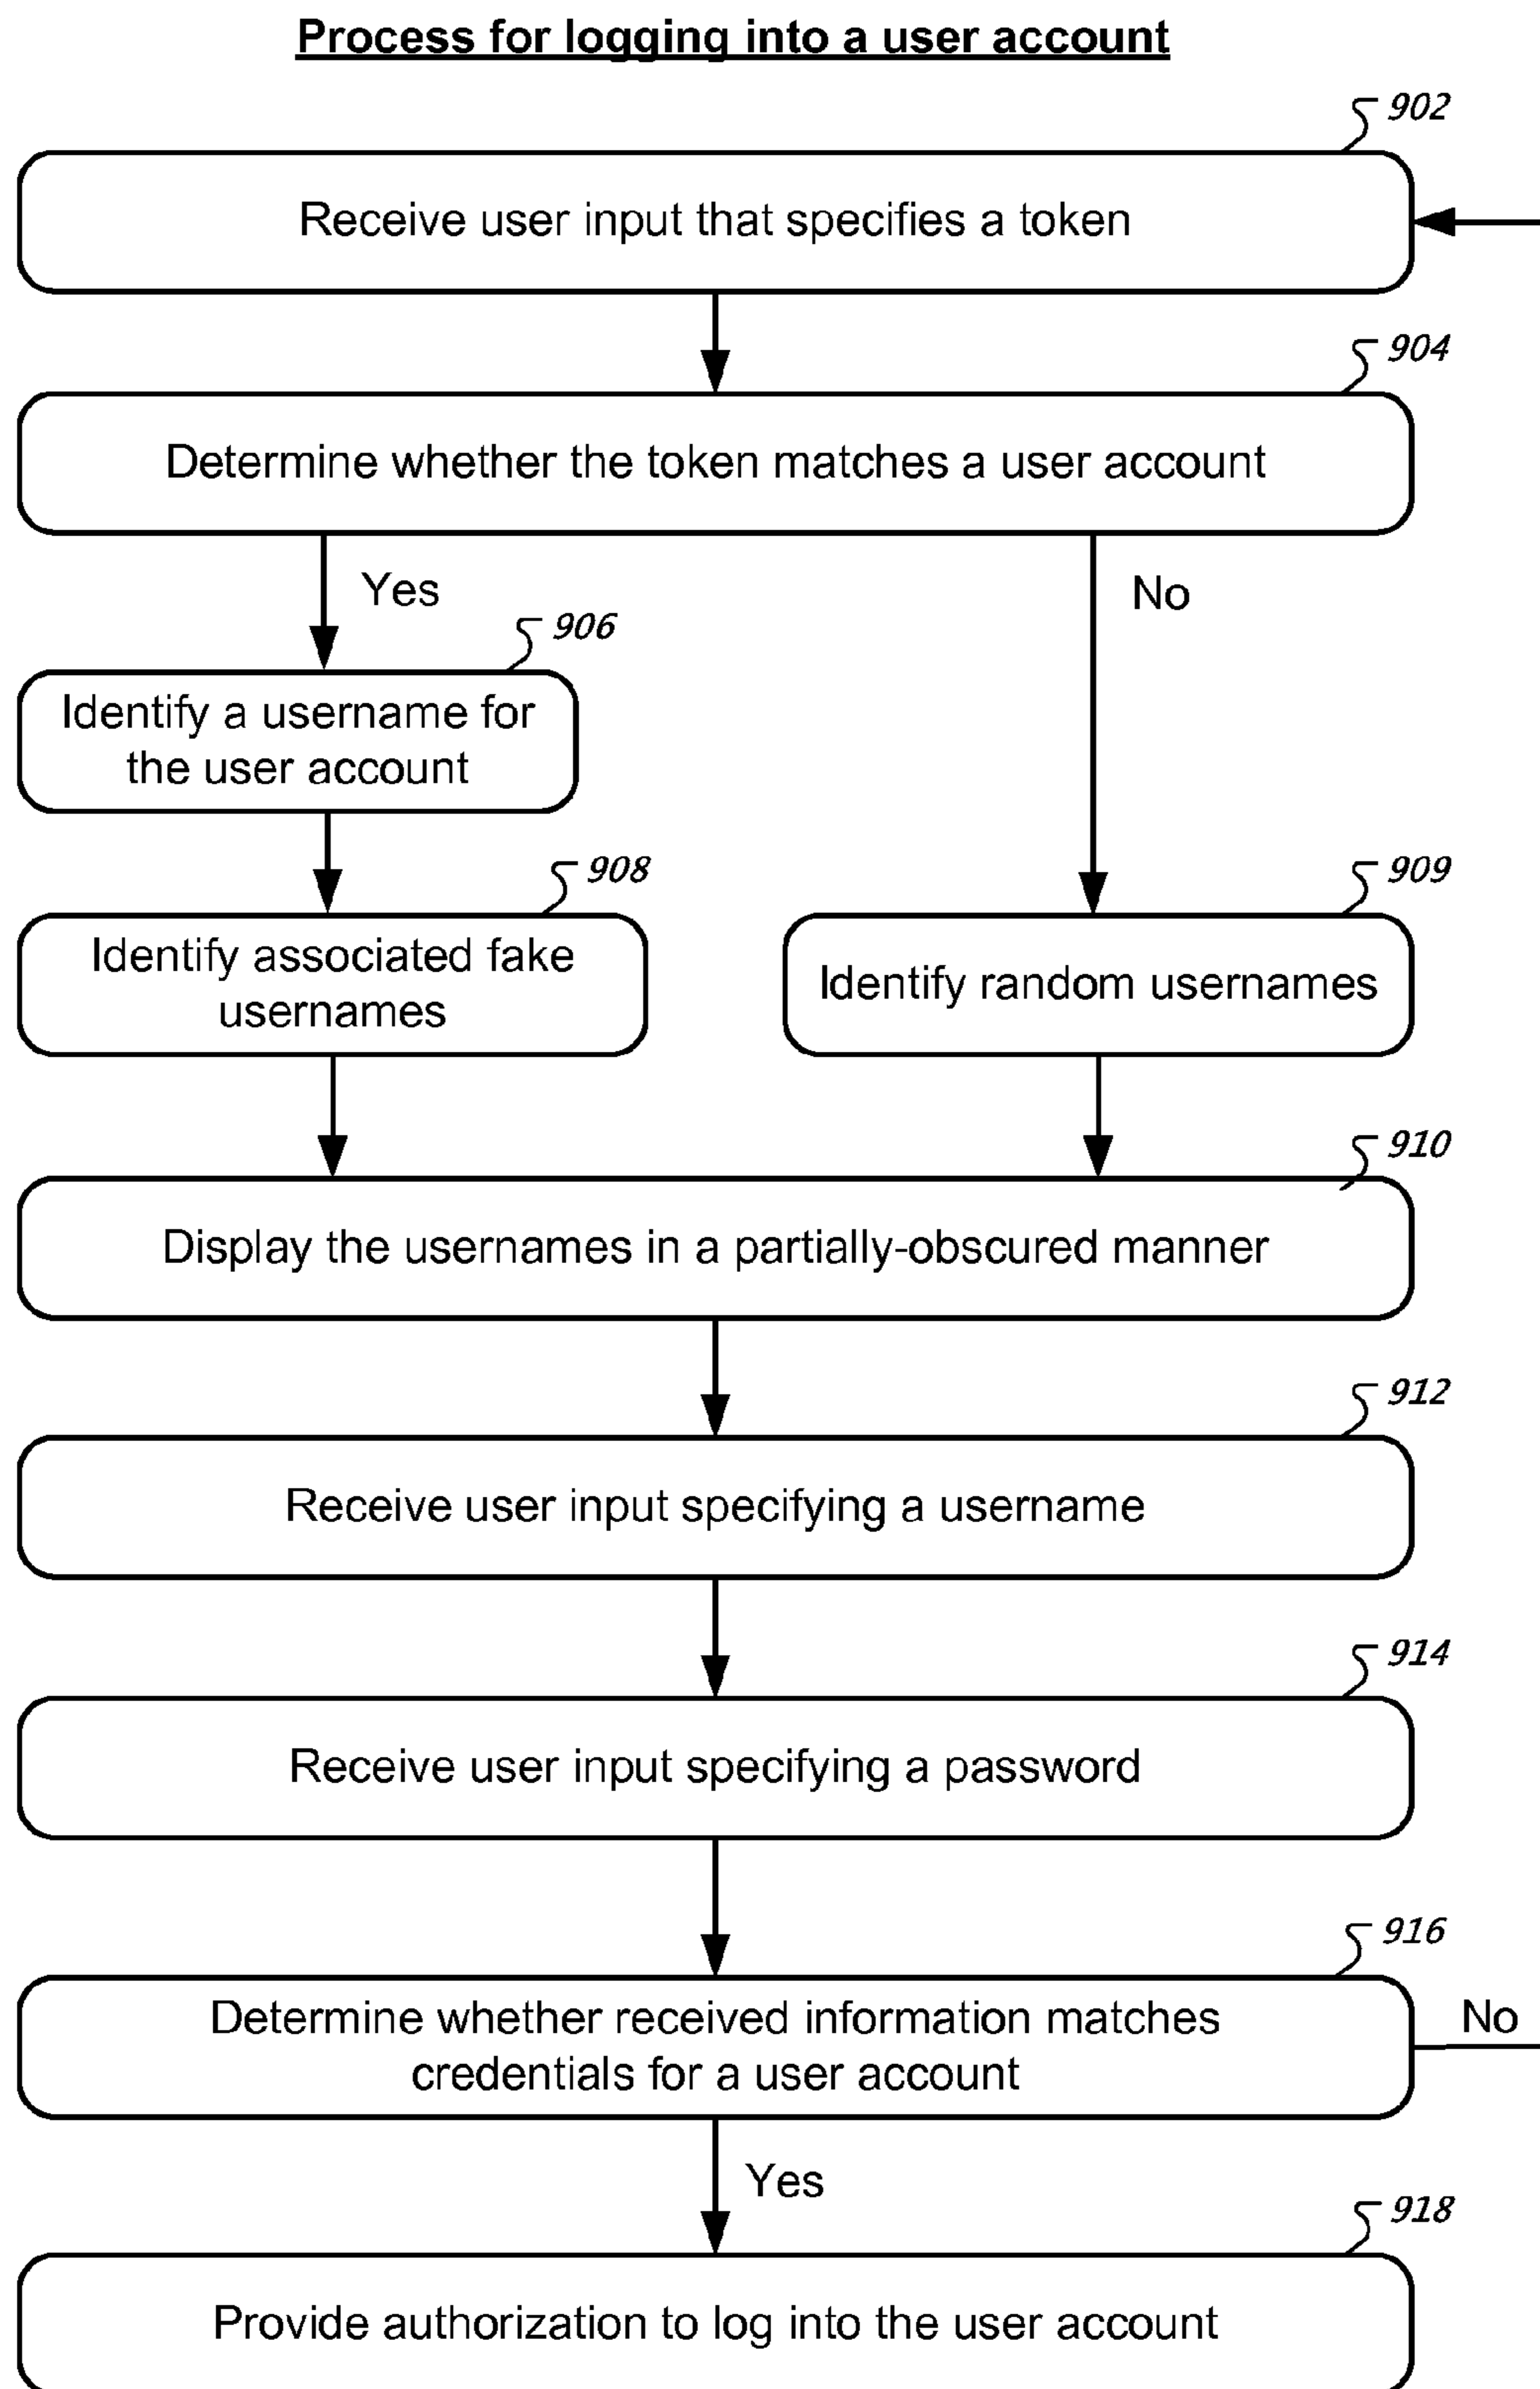 Process for logging into a user account
902
Receive user input that specifies a token
904
Determine whether the token matches a user account
Yes
No
906
Identify a username for
the user account
908
Identify associated fake
usernames
909
Identify random usernames
910
Display the usernames in a partially-obscured manner
912
Receive user input specifying a username
914
Receive user input specifying a password
916
Determine whether received information matches
credentials for a user account
No
Yes
918
Provide authorization to log into the user account